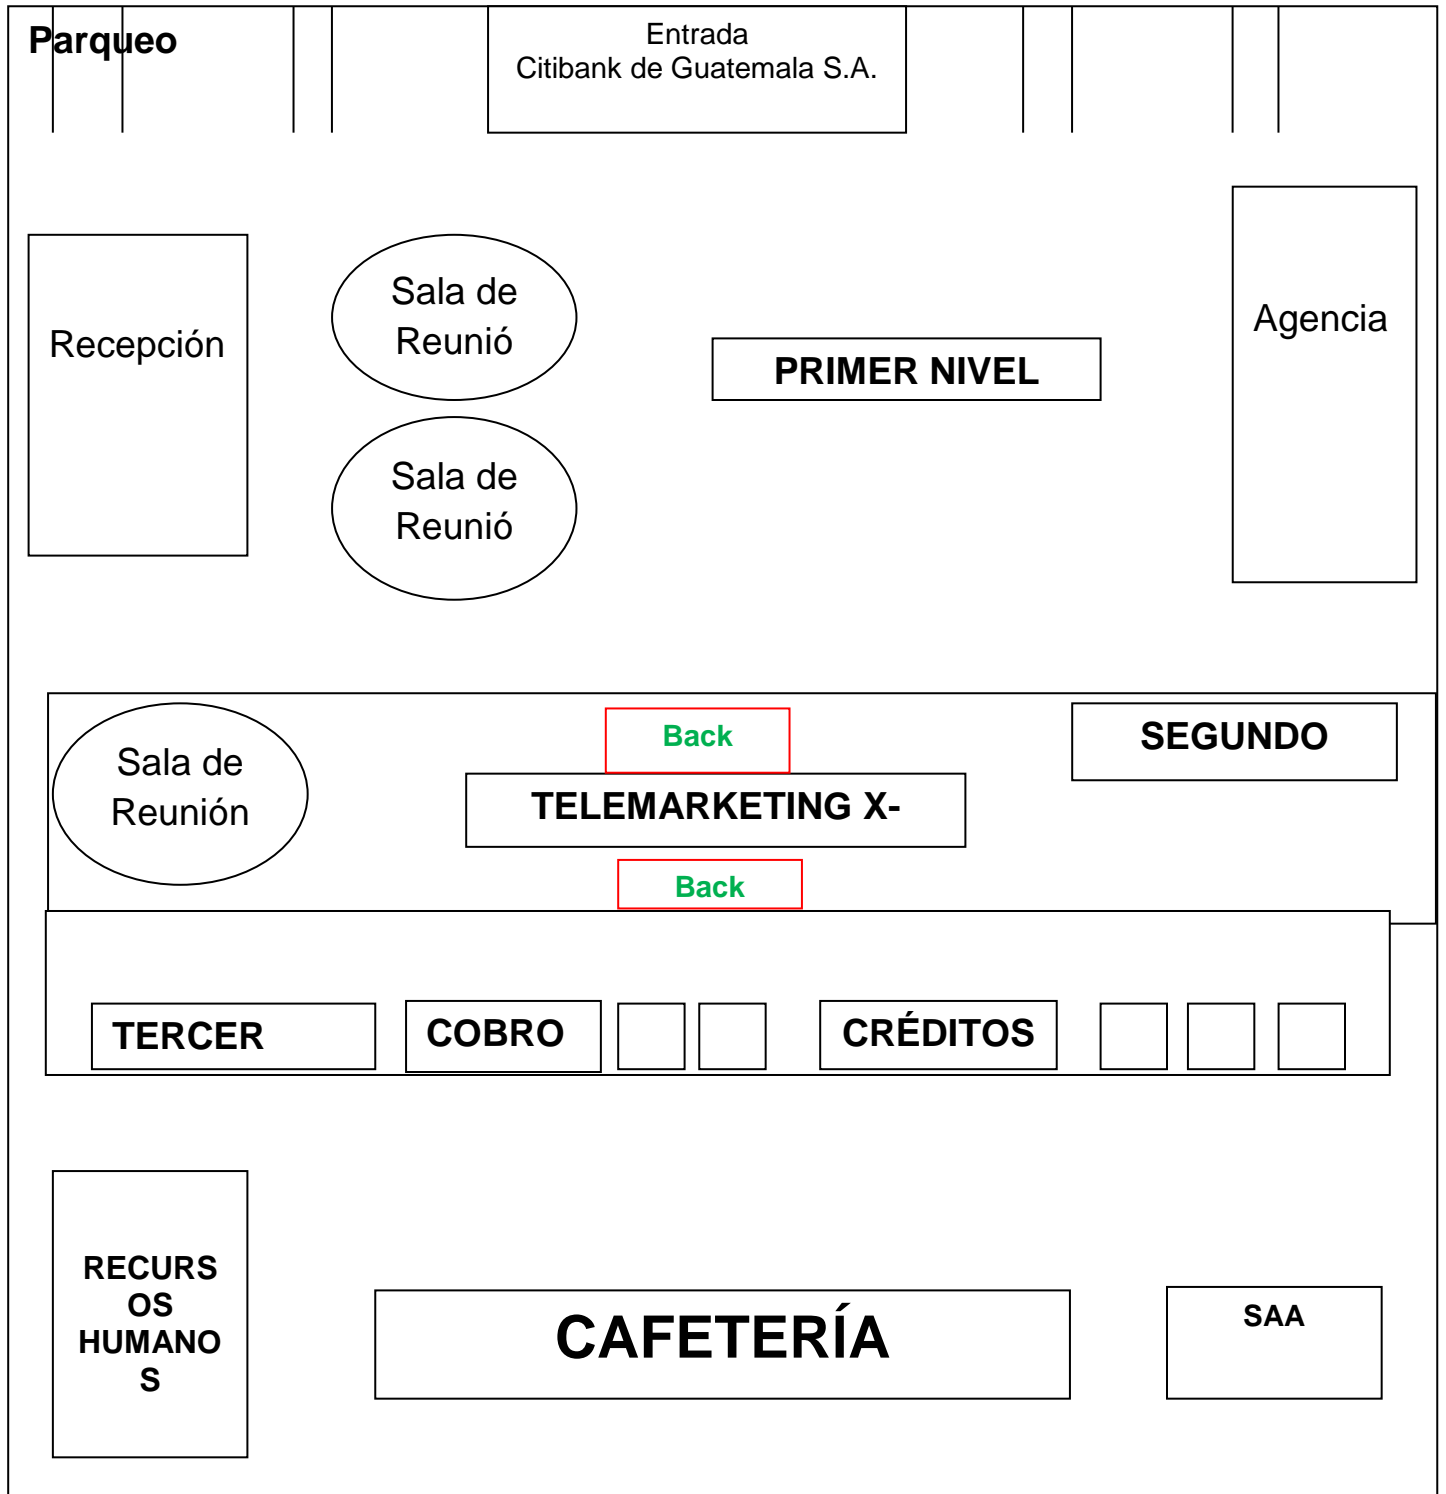 Parqueo
Entrada
Citibank de Guatemala S.A.
Recepción
Sala de
Reunió
Sala de
Reunió
PRIMER NIVEL
Agencia
Sala de
Reunión
Back
TELEMARKETING X-
Back
SEGUNDO
TERCER
COBRO
CRÉDITOS
RECURS
OS
HUMANO
S
CAFETERÍA
SAA